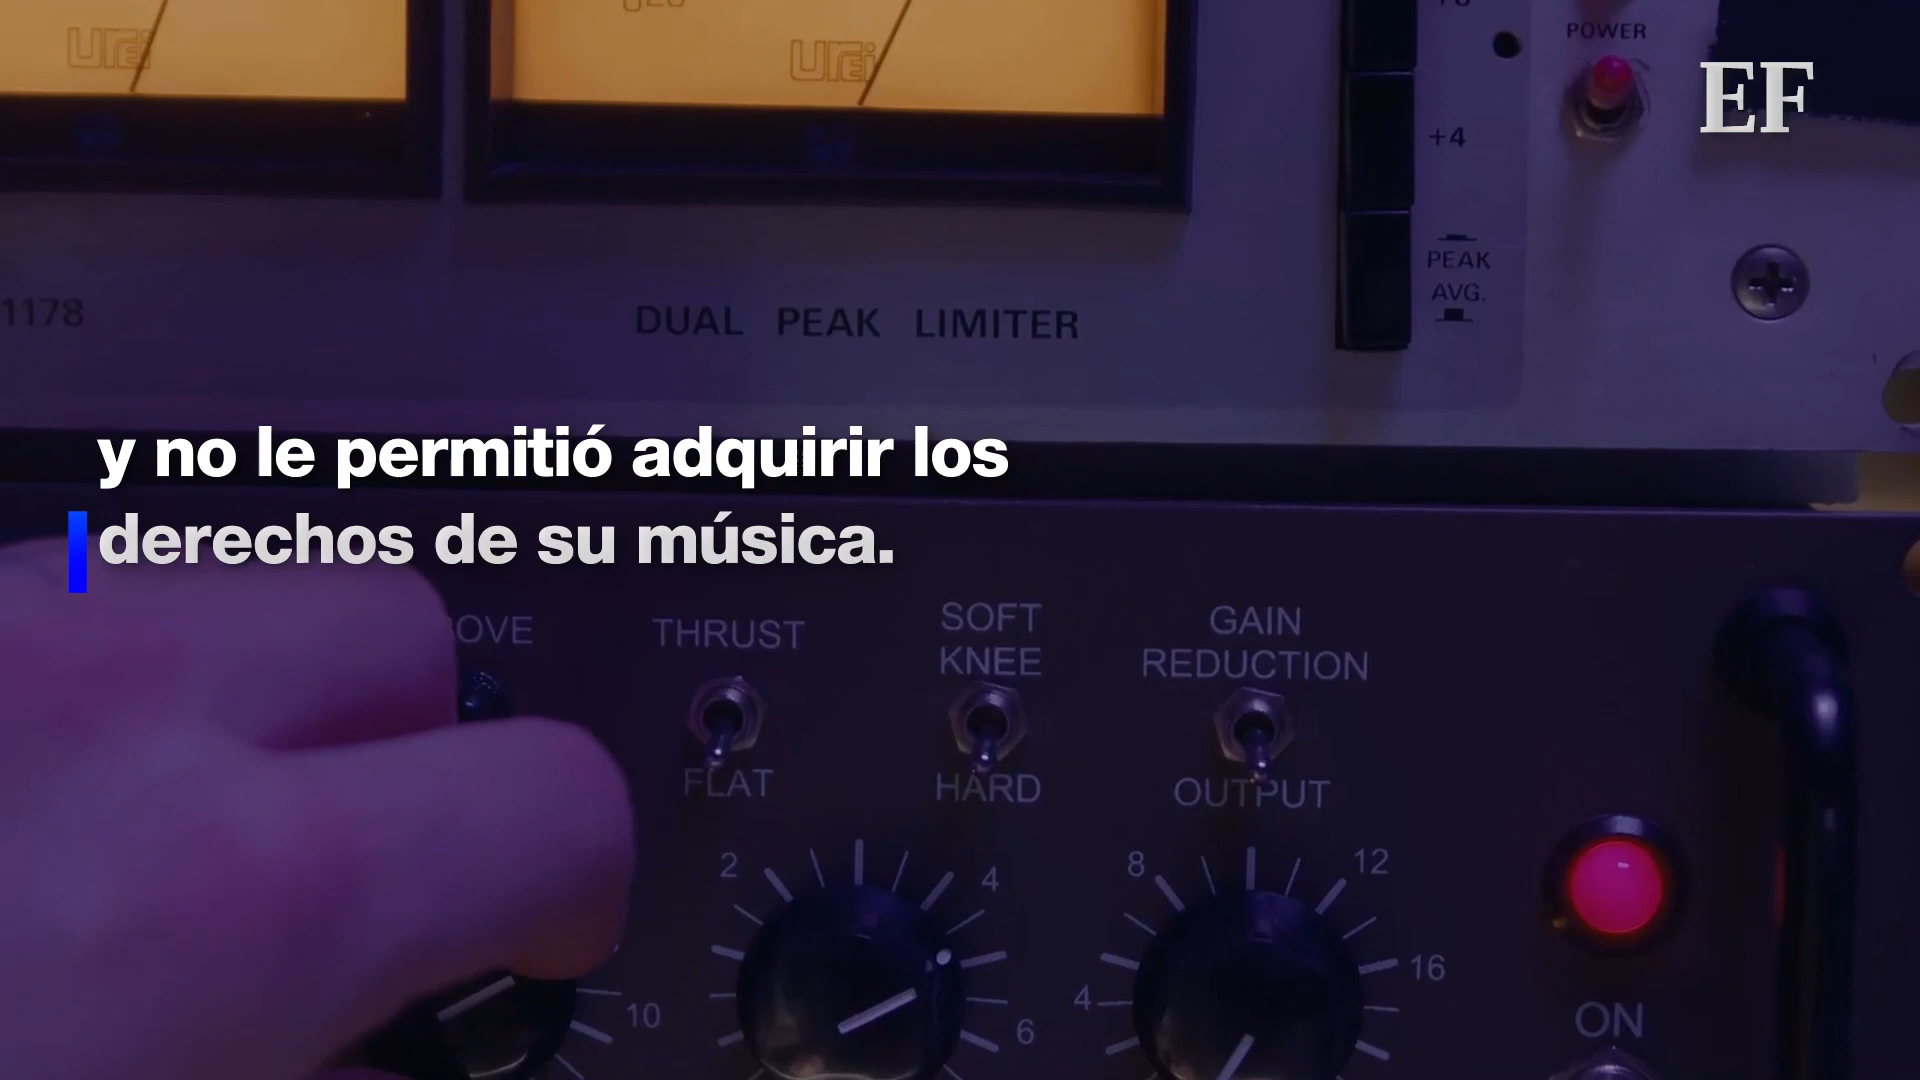 Urei
Urei
POWER
EF
+4
PEAK
AVG.
1178
DUAL PEAK LIMITER
y no le permitió adquirir los
derechos de su música.
OVE
THRUST
SOFT
KNEE
GAIN
REDUCTION
FLAT
HARD
OUTPUT
2
4
8
12
10
6
4
16
ON